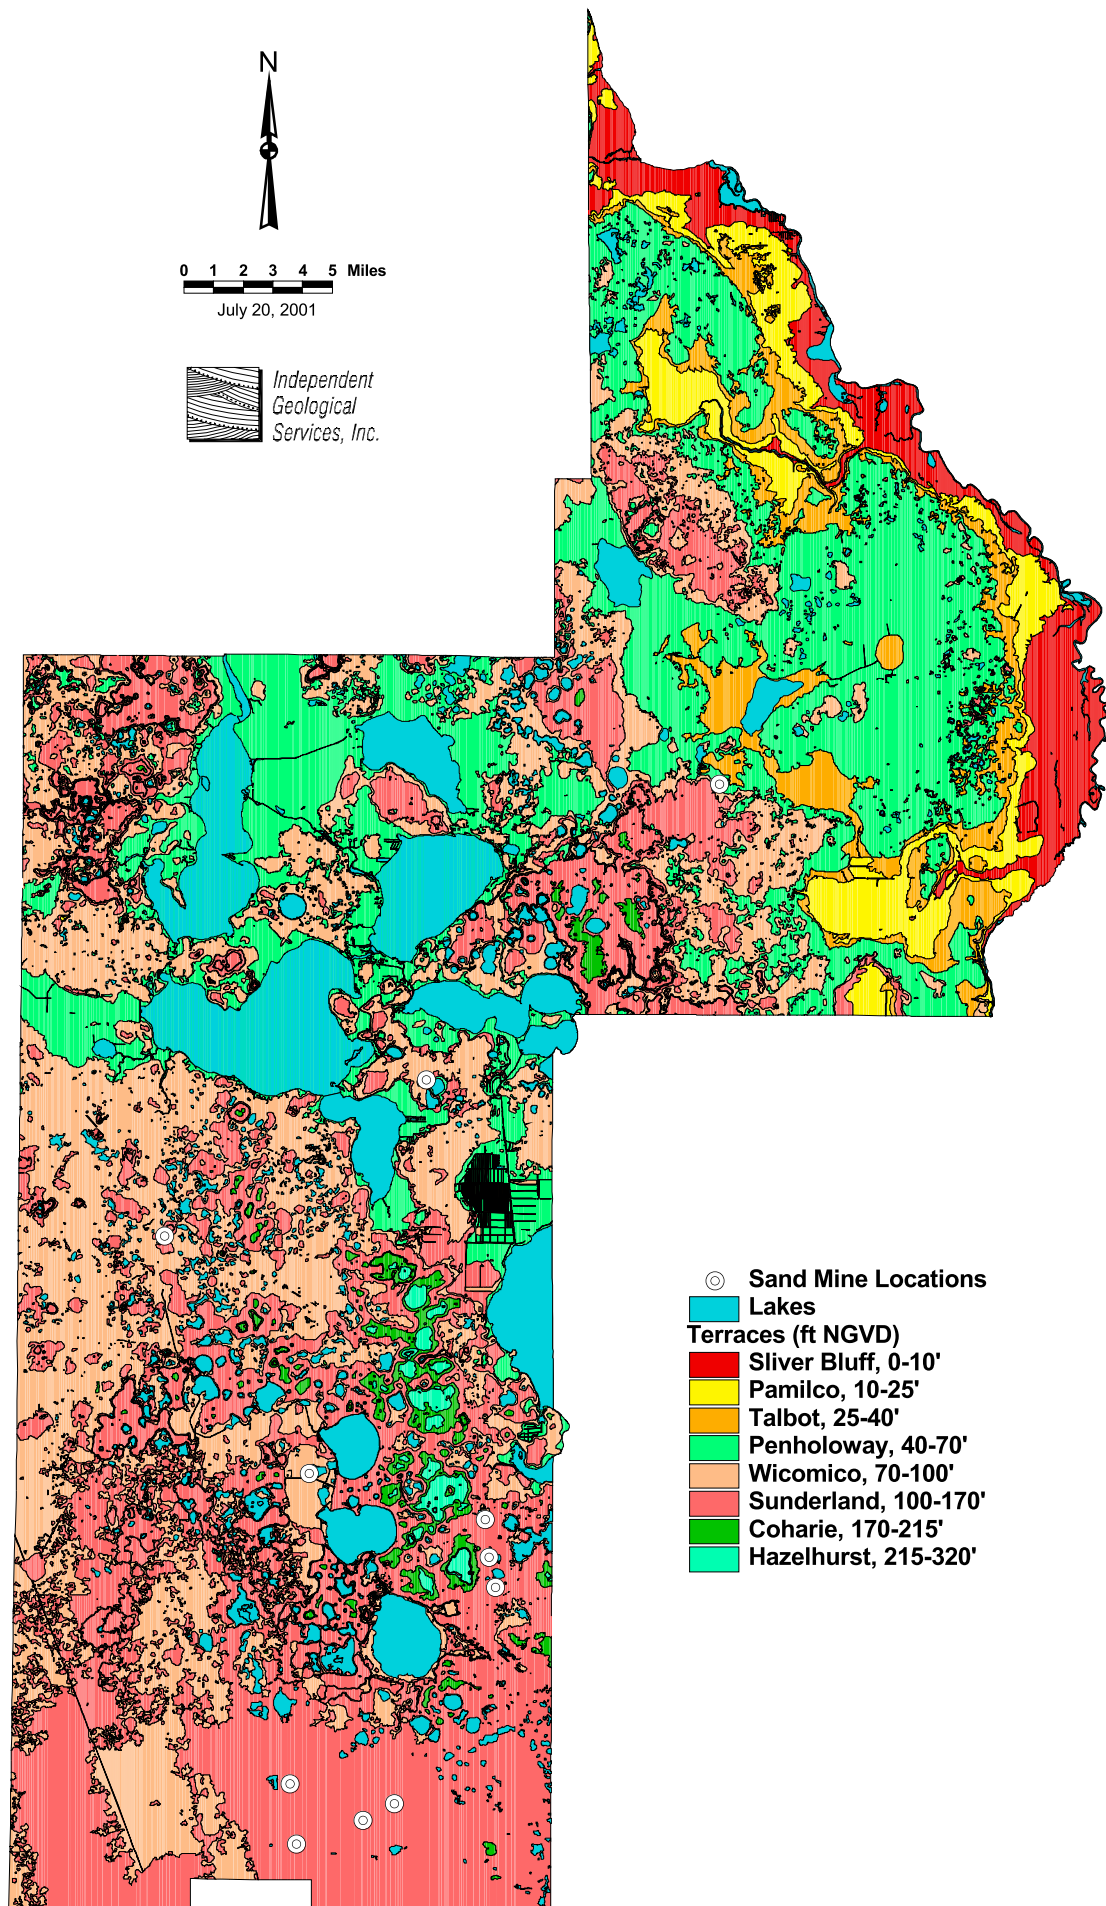 N
0 1 2 3 4 5 Miles
July 20, 2001
Independent
Geological
Services, Inc.
Sand Mine Locations
Lakes
Terraces (ft NGVD)
Sliver Bluff, 0-10'
Pamilco, 10-25'
Talbot, 25-40'
Penholoway, 40-70'
Wicomico, 70-100'
Sunderland, 100-170'
Coharie, 170-215'
Hazelhurst, 215-320'